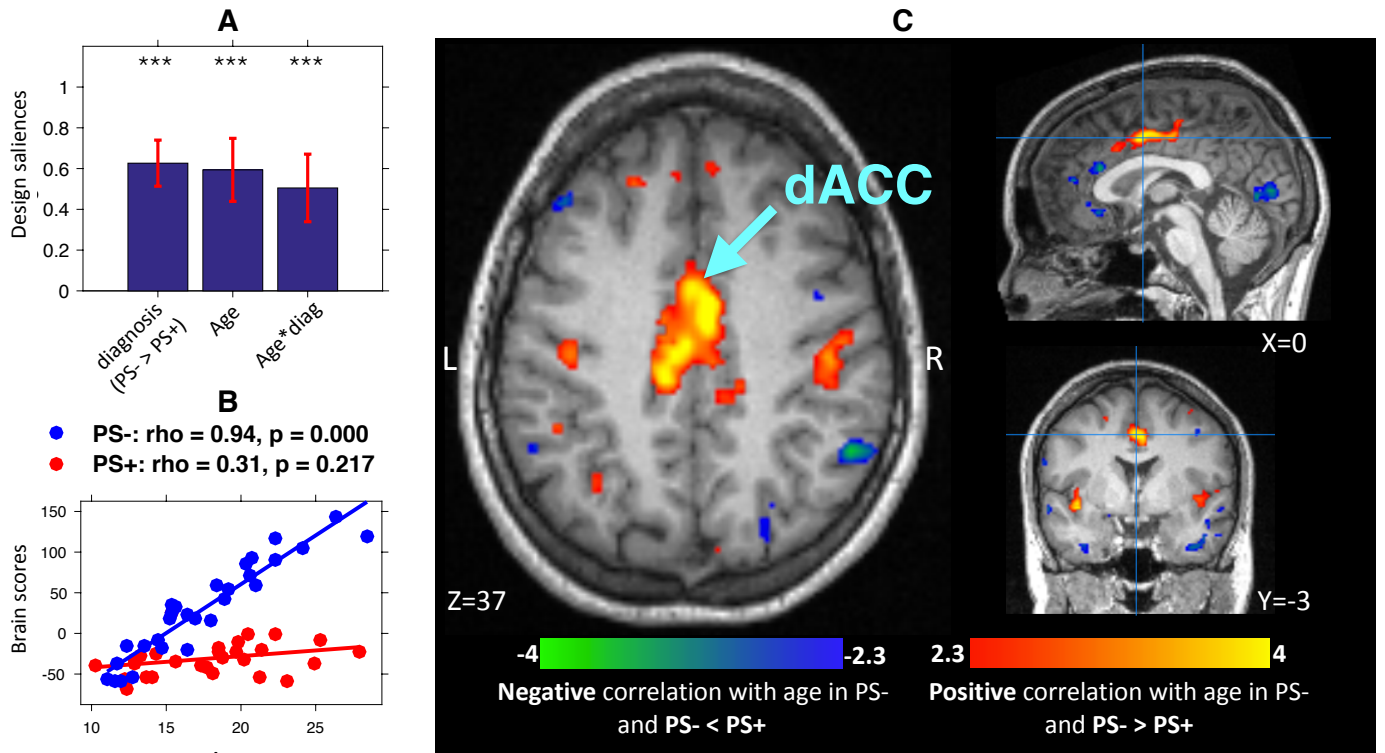 A
C
*** *** ***
Design saliences
1
0.8
0.6
0.4
0.2
0
diagnosis
(PS- > PS+)
Age
Age*diag
B
PS-: rho = 0.94, p = 0.000
PS+: rho = 0.31, p = 0.217
Brain scores
150
100
50
0
-50
10 15 20 25
dACC
L
R
Z=37
X=0
Y=-3
-4
-2.3
2.3
4
Negative correlation with age in PS-
and PS- < PS+
Positive correlation with age in PS-
and PS- > PS+